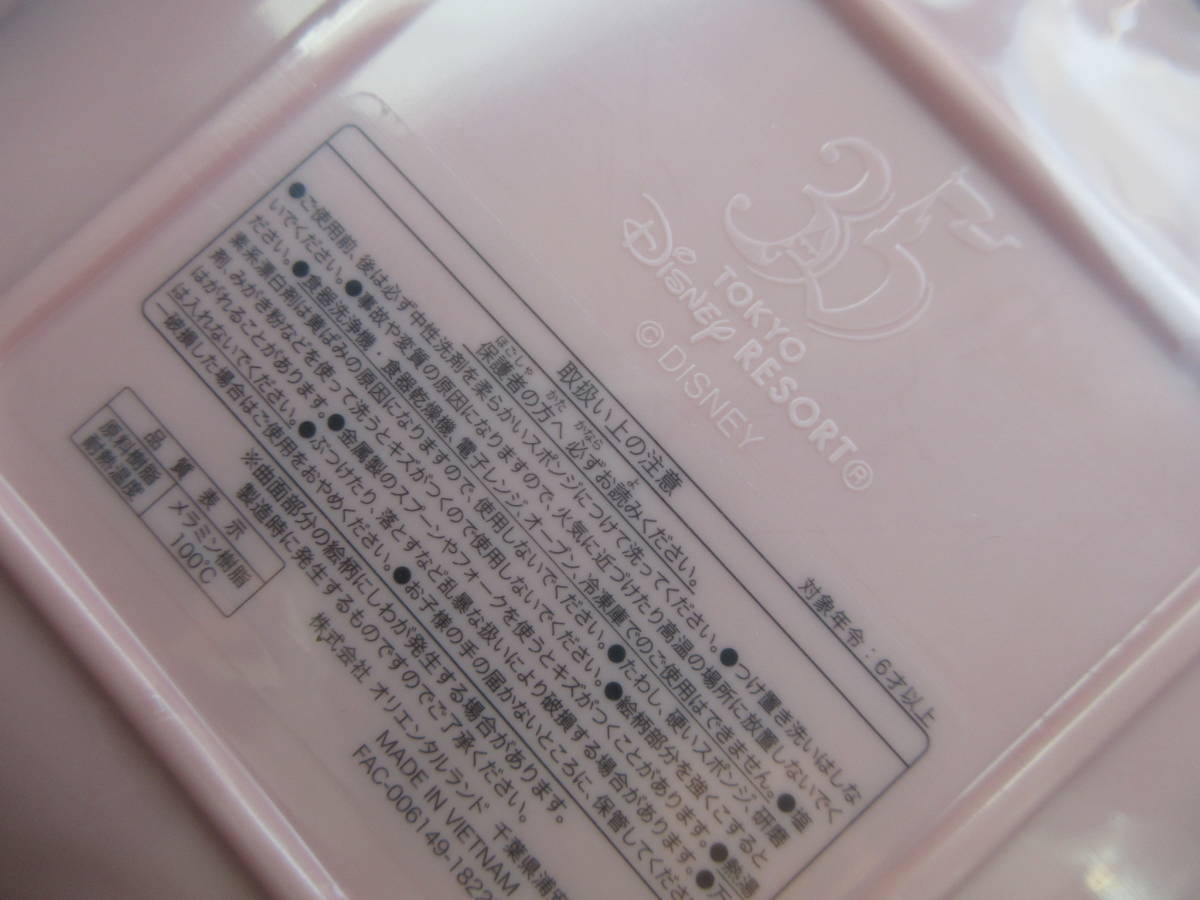 35
TOKYO
DISNEY RESORT®
©DISNEY
対象年令：6才以上
取扱い上の注意
ほごしゃ かた かなら よ
保護者の方へ 必ずお読みください。
●ご使用前、後は必ず中性洗剤を柔らかいスポンジにつけて洗ってください。●つけ置き洗いはしな
いでください。●事故や変質の原因になりますので、火気に近づけたり高温の場所に放置しないでく
ださい。●食器洗浄機・食器乾燥機、電子レンジ、オーブン、冷凍庫でのご使用はできません。●塩
素系漂白剤は黄ばみの原因になりますので、使用しないでください。●たわし、硬いスポンジ、研磨
剤、みがき粉などを使って洗うとキズがつくので使用しないでください。●絵柄部分を強くこすると
はがれることがあります。●金属製のスプーンやフォークを使うとキズがつくことがあります。●熱湯
は入れないでください。●ぶつけたり、落とすなど乱暴な扱いにより破損する場合があります。●万
一破損した場合はご使用をおやめください。●お子様の手の届かないところに、保管してくださ
※曲面部分の絵柄にしわが発生する場合があります。
製造時に発生するものですのでご了承ください。
品質表示
原料樹脂 メラミン樹脂
耐熱温度 100℃
株式会社 オリエンタルランド 千葉県浦安
MADE IN VIETNAM
FAC-006149-1822